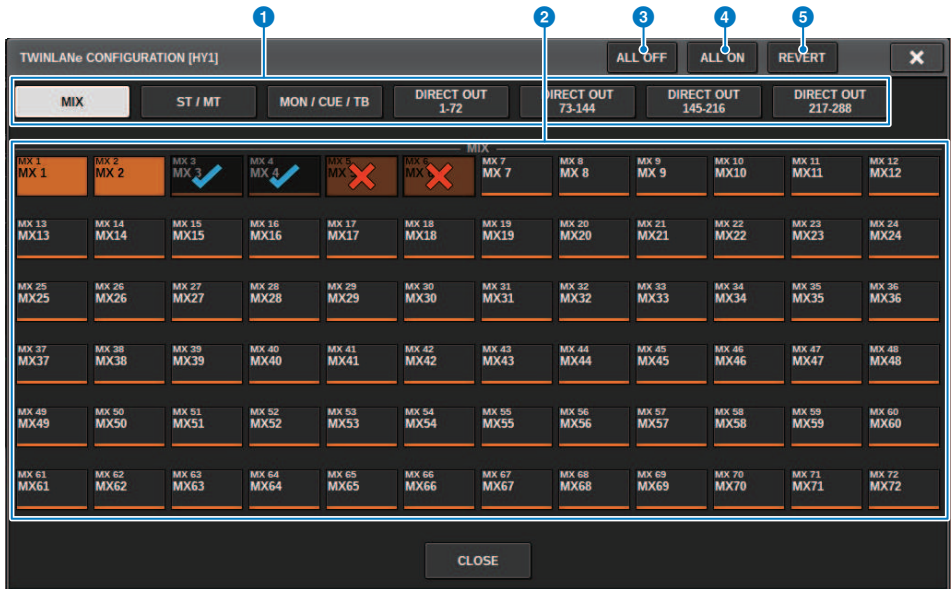 1 2 3 4 5
TWINLANe CONFIGURATION [HY1] ALL OFF ALL ON REVERT
MIX ST / MT MON / CUE / TB DIRECT OUT 1-72 DIRECT OUT 73-144 DIRECT OUT 145-216 DIRECT OUT 217-288
MIX
MX 1 MX 2 MX 3 MX 4 MX 5 MX 6 MX 7 MX 8 MX 9 MX 10 MX 11 MX 12
MX 1 MX 2 MX 3 MX 4 MX MX MX 7 MX 8 MX 9 MX10 MX11 MX12
MX 13 MX 14 MX 15 MX 16 MX 17 MX 18 MX 19 MX 20 MX 21 MX 22 MX 23 MX 24
MX13 MX14 MX15 MX16 MX17 MX18 MX19 MX20 MX21 MX22 MX23 MX24
MX 25 MX 26 MX 27 MX 28 MX 29 MX 30 MX 31 MX 32 MX 33 MX 34 MX 35 MX 36
MX25 MX26 MX27 MX28 MX29 MX30 MX31 MX32 MX33 MX34 MX35 MX36
MX 37 MX 38 MX 39 MX 40 MX 41 MX 42 MX 43 MX 44 MX 45 MX 46 MX 47 MX 48
MX37 MX38 MX39 MX40 MX41 MX42 MX43 MX44 MX45 MX46 MX47 MX48
MX 49 MX 50 MX 51 MX 52 MX 53 MX 54 MX 55 MX 56 MX 57 MX 58 MX 59 MX 60
MX49 MX50 MX51 MX52 MX53 MX54 MX55 MX56 MX57 MX58 MX59 MX60
MX 61 MX 62 MX 63 MX 64 MX 65 MX 66 MX 67 MX 68 MX 69 MX 70 MX 71 MX 72
MX61 MX62 MX63 MX64 MX65 MX66 MX67 MX68 MX69 MX70 MX71 MX72
CLOSE